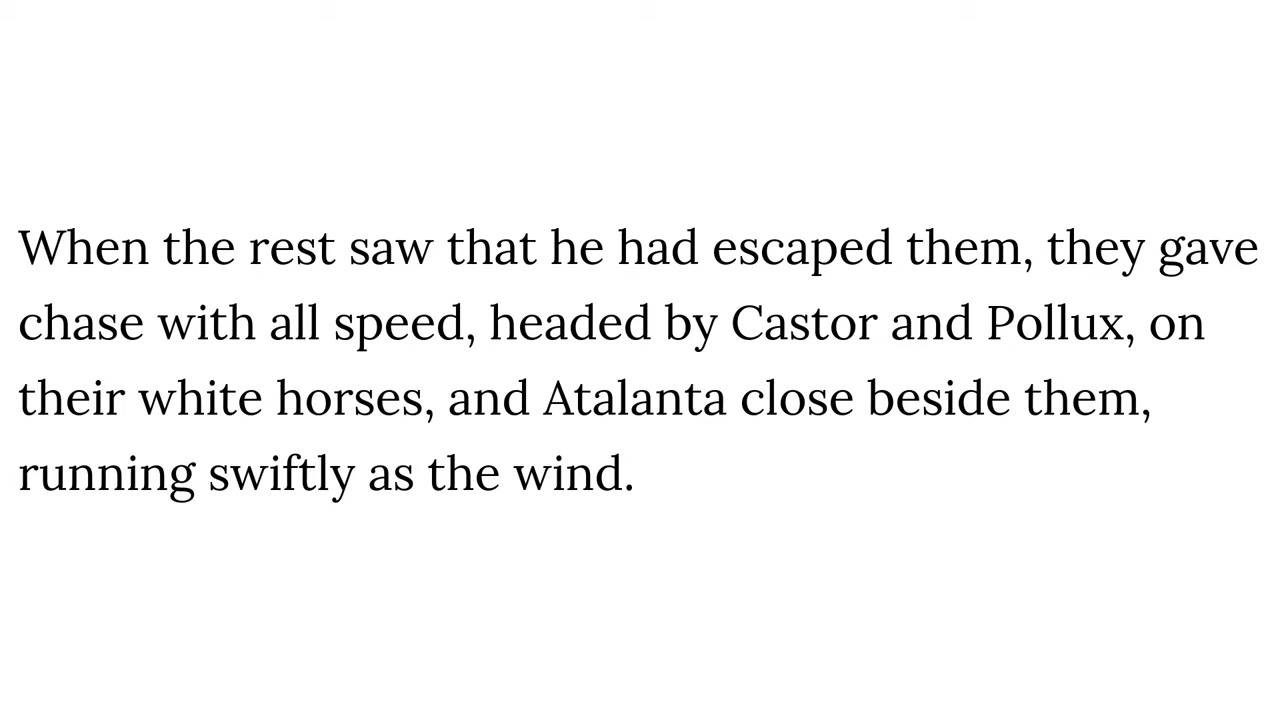 When the rest saw that he had escaped them, they gave
chase with all speed, headed by Castor and Pollux, on
their white horses, and Atalanta close beside them,
running swiftly as the wind.